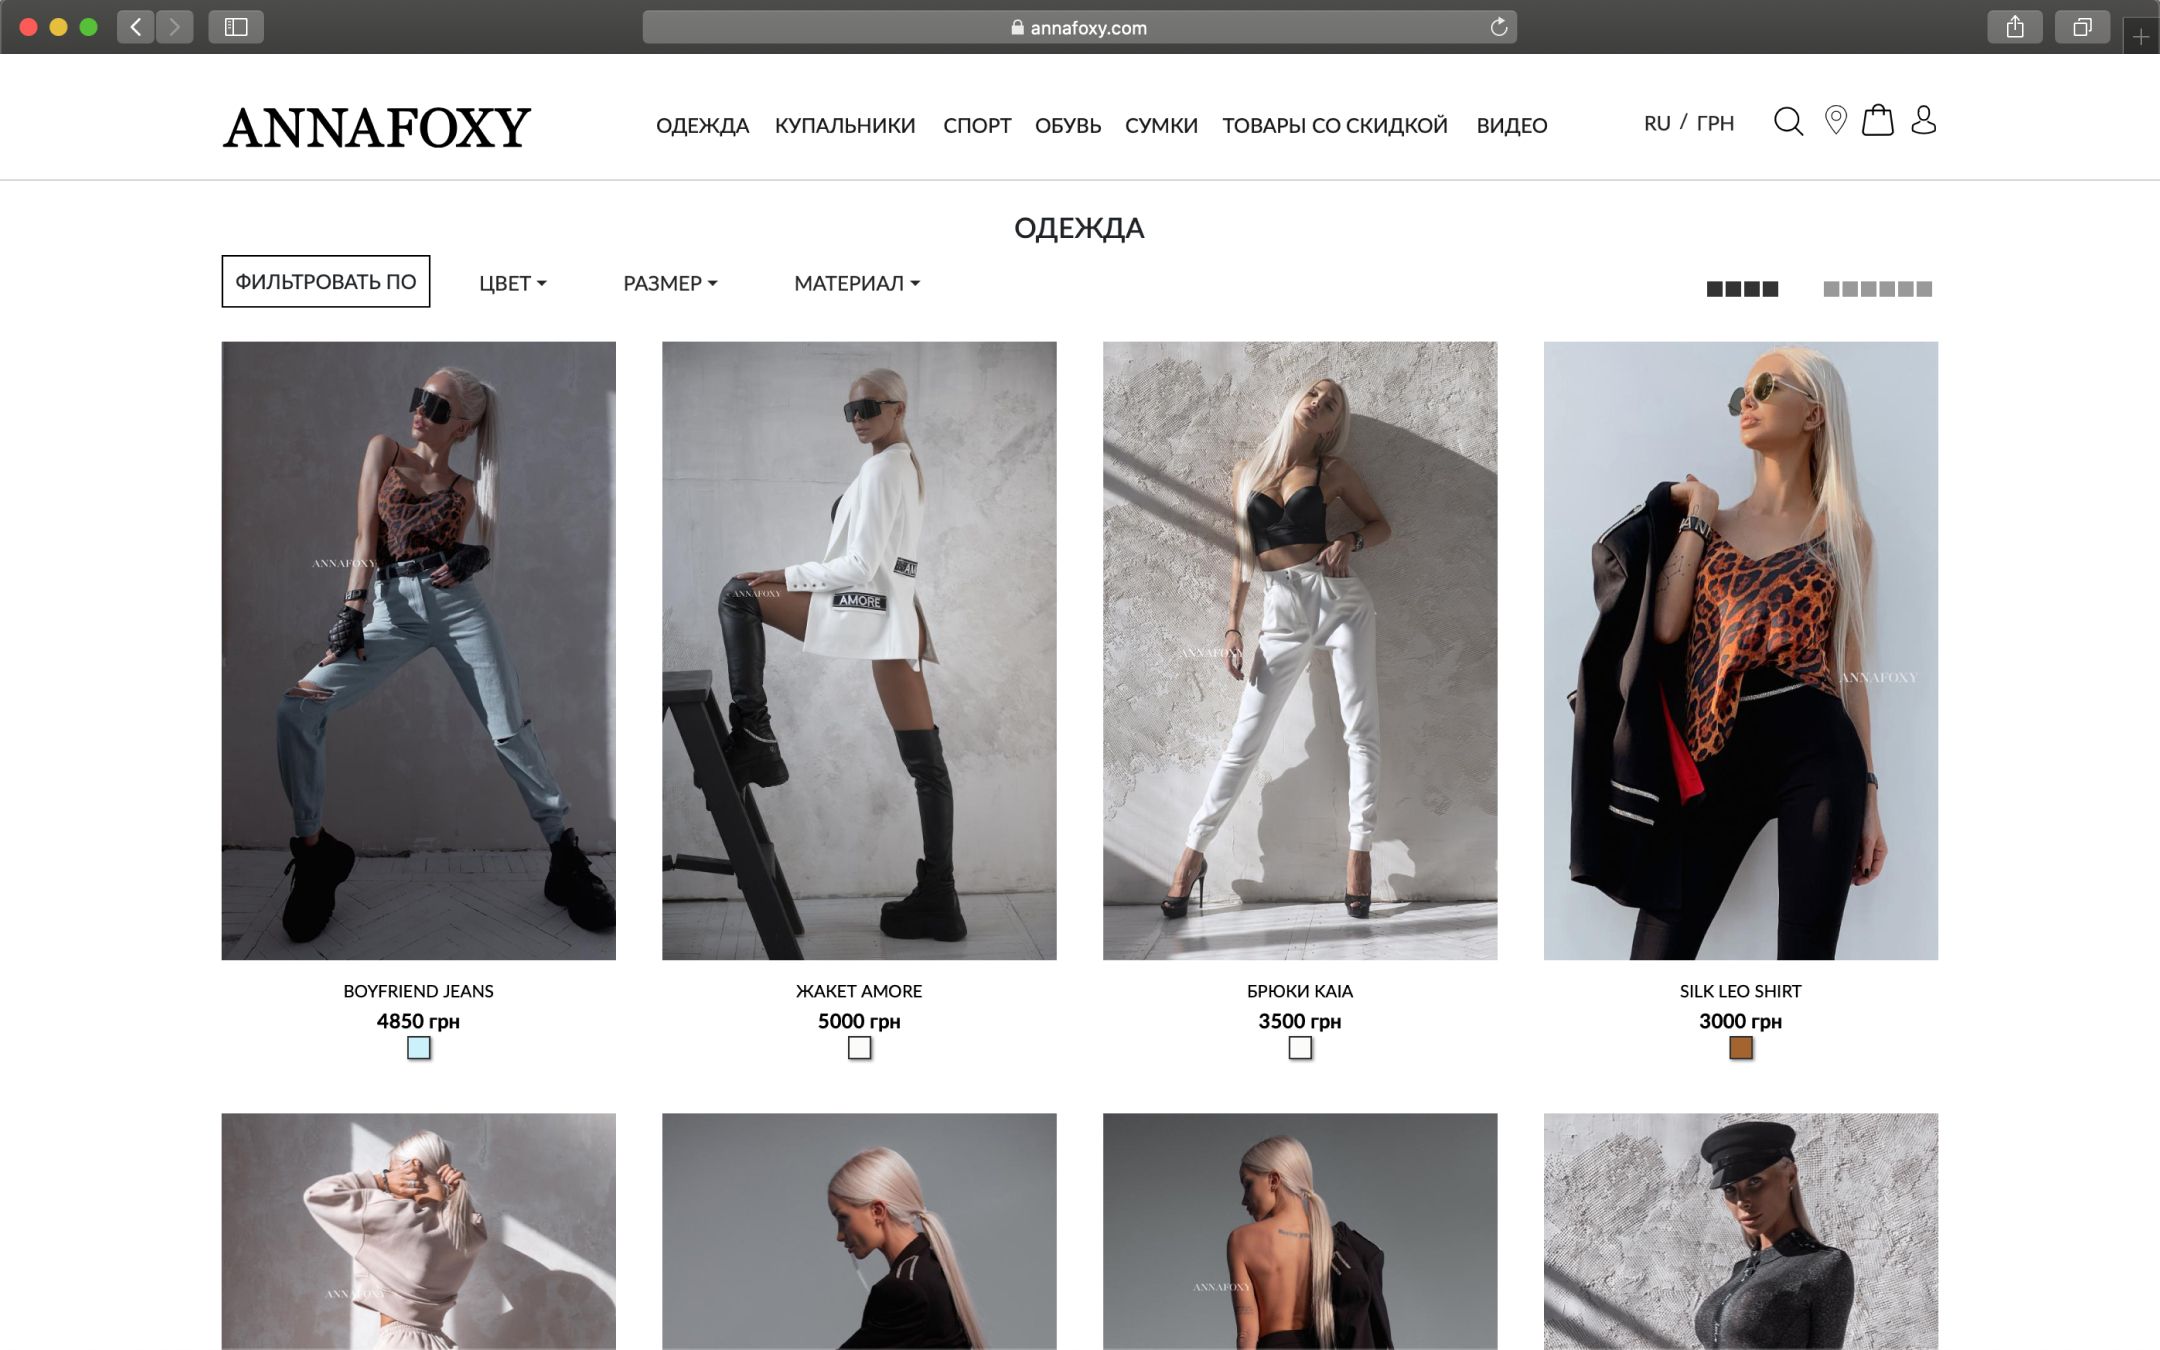 annafoxy.com
ANNAFOXY
ОДЕЖДА КУПАЛЬНИКИ СПОРТ ОБУВЬ СУМКИ ТОВАРЫ СО СКИДКОЙ ВИДЕО
RU / ГРН
ОДЕЖДА
ФИЛЬТРОВАТЬ ПО ЦВЕТ РАЗМЕР МАТЕРИАЛ
ANNAFOXY
AMORE
ANNAFOXY
ANNAFOXY
ANNAFOXY
BOYFRIEND JEANS
4850 грн
ЖАКЕТ AMORE
5000 грн
БРЮКИ KAIA
3500 грн
SILK LEO SHIRT
3000 грн
ANNAFOXY
ANNAFOXY